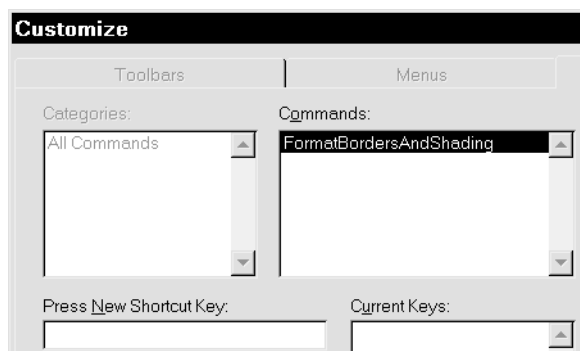 Customize
Toolbars Menus
Categories: Commands:
All Commands FormatBordersAndShading
Press New Shortcut Key: Current Keys: